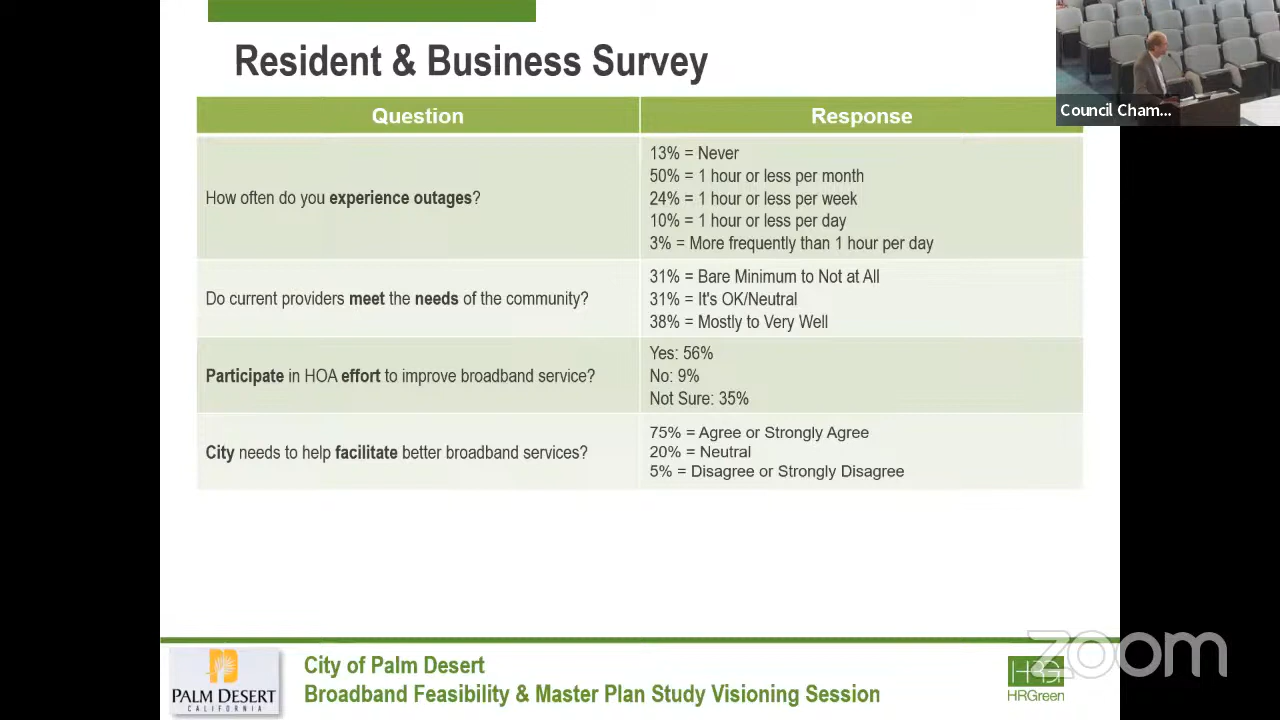 Resident & Business Survey
Council Cham...
Question
Response
How often do you experience outages?
13% = Never
50% = 1 hour or less per month
24% = 1 hour or less per week
10% = 1 hour or less per day
3% = More frequently than 1 hour per day
Do current providers meet the needs of the community?
31% = Bare Minimum to Not at All
31% = It's OK/Neutral
38% = Mostly to Very Well
Participate in HOA effort to improve broadband service?
Yes: 56%
No: 9%
Not Sure: 35%
City needs to help facilitate better broadband services?
75% = Agree or Strongly Agree
20% = Neutral
5% = Disagree or Strongly Disagree
PALM DESERT
CALIFORNIA
City of Palm Desert
Broadband Feasibility & Master Plan Study Visioning Session
HRG
HRGreen
zoom